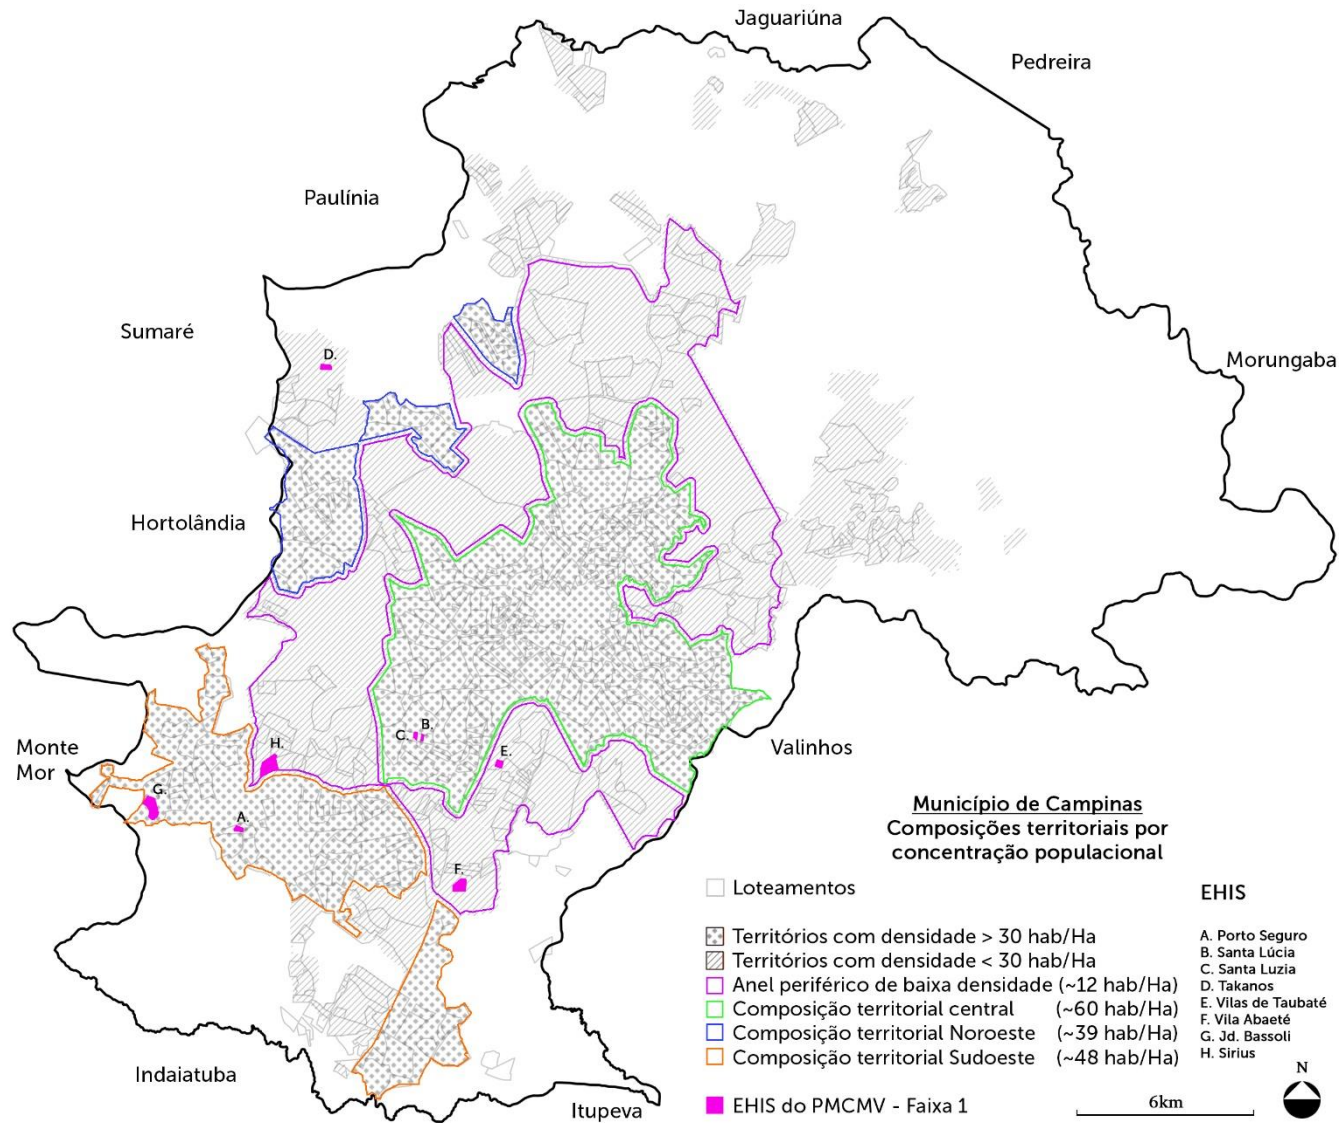 Jaguariúna
Pedreira
Paulínia
Sumaré
D.
Morungaba
Hortolândia
Monte
Mor
H.
C.
B.
E.
Valinhos
G.
A.
F.
Indaiatuba
Itupeva
Município de Campinas
Composições territoriais por
concentração populacional
Loteamentos
Territórios com densidade > 30 hab/Ha
Territórios com densidade < 30 hab/Ha
Anel periférico de baixa densidade (~12 hab/Ha)
Composição territorial central (~60 hab/Ha)
Composição territorial Noroeste (~39 hab/Ha)
Composição territorial Sudoeste (~48 hab/Ha)
EHIS do PMCMV - Faixa 1
EHIS
A. Porto Seguro
B. Santa Lúcia
C. Santa Luzia
D. Takanos
E. Vilas de Taubaté
F. Vila Abaeté
G. Jd. Bassoli
H. Sirius
N
6km